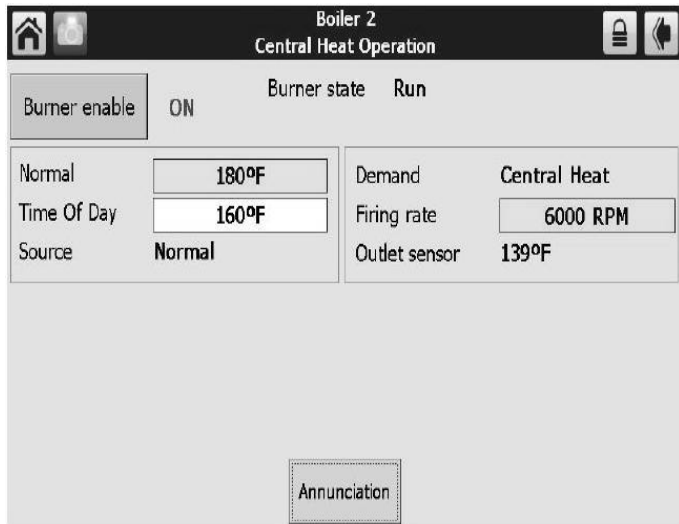 Boiler 2
Central Heat Operation
Burner enable ON
Burner state Run
Normal 180ºF
Time Of Day 160ºF
Source Normal
Demand Central Heat
Firing rate 6000 RPM
Outlet sensor 139ºF
Annunciation